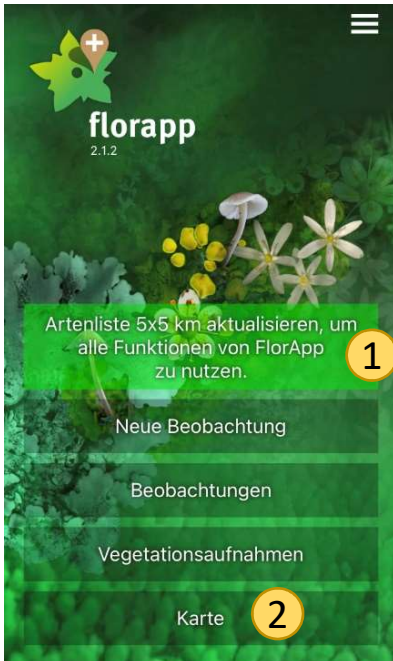 florapp
2.1.2
Artenliste 5x5 km aktualisieren, um
alle Funktionen von FlorApp
zu nutzen.
1
Neue Beobachtung
Beobachtungen
Vegetationsaufnahmen
Karte
2